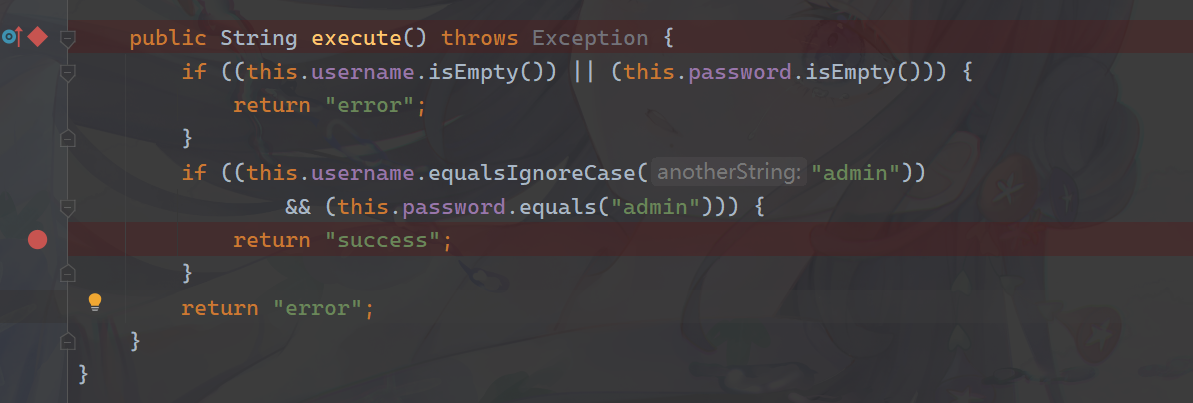 public String execute() throws Exception {
if ((this.username.isEmpty()) || (this.password.isEmpty())) {
return "error";
}
if ((this.username.equalsIgnoreCase( anotherString: "admin"))
&& (this.password.equals("admin"))) {
return "success";
}
return "error";
}
}